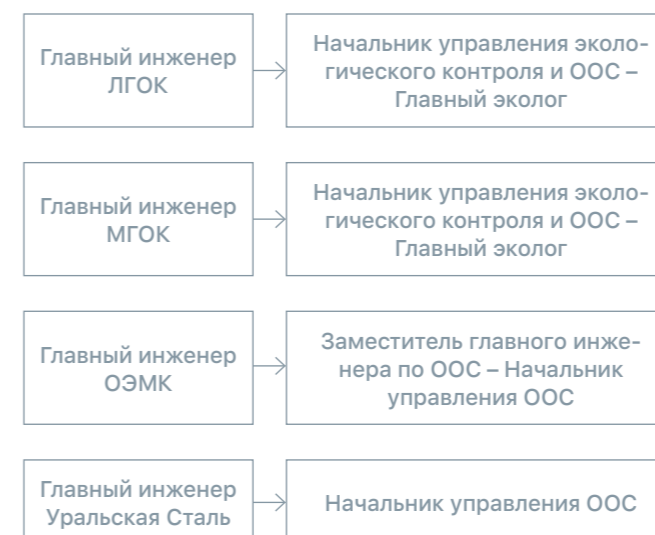 Главный инженер
ЛГОК
Начальник управления эколо-
гического контроля и ООС –
Главный эколог
Главный инженер
МГОК
Начальник управления эколо-
гического контроля и ООС –
Главный эколог
Главный инженер
ОЭМК
Заместитель главного инже-
нера по ООС – Начальник
управления ООС
Главный инженер
Уральская Сталь
Начальник управления ООС